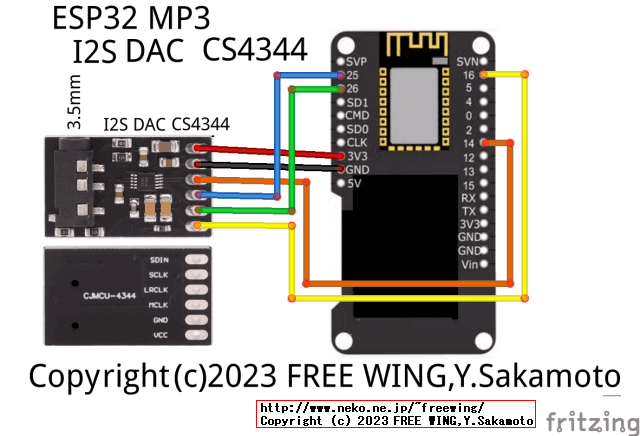 ESP32 MP3
I2S DAC CS4344
3.5mm
I2S DAC CS4344
SVP
25
26
SD1
CMD
SD0
CLK
3V3
GND
5V
SVN
16
5
4
0
2
14
12
13
15
RX
TX
3V3
GND
GND
Vin
CJMCU-4344
SDIN
SCLK
LRCLK
MCLK
GND
VCC
Copyright(c)2023 FREE WING,Y.Sakamoto
http://www.neko.ne.jp/~freewing/
Copyright (c) 2023 FREE WING,Y.Sakamoto
fritzing